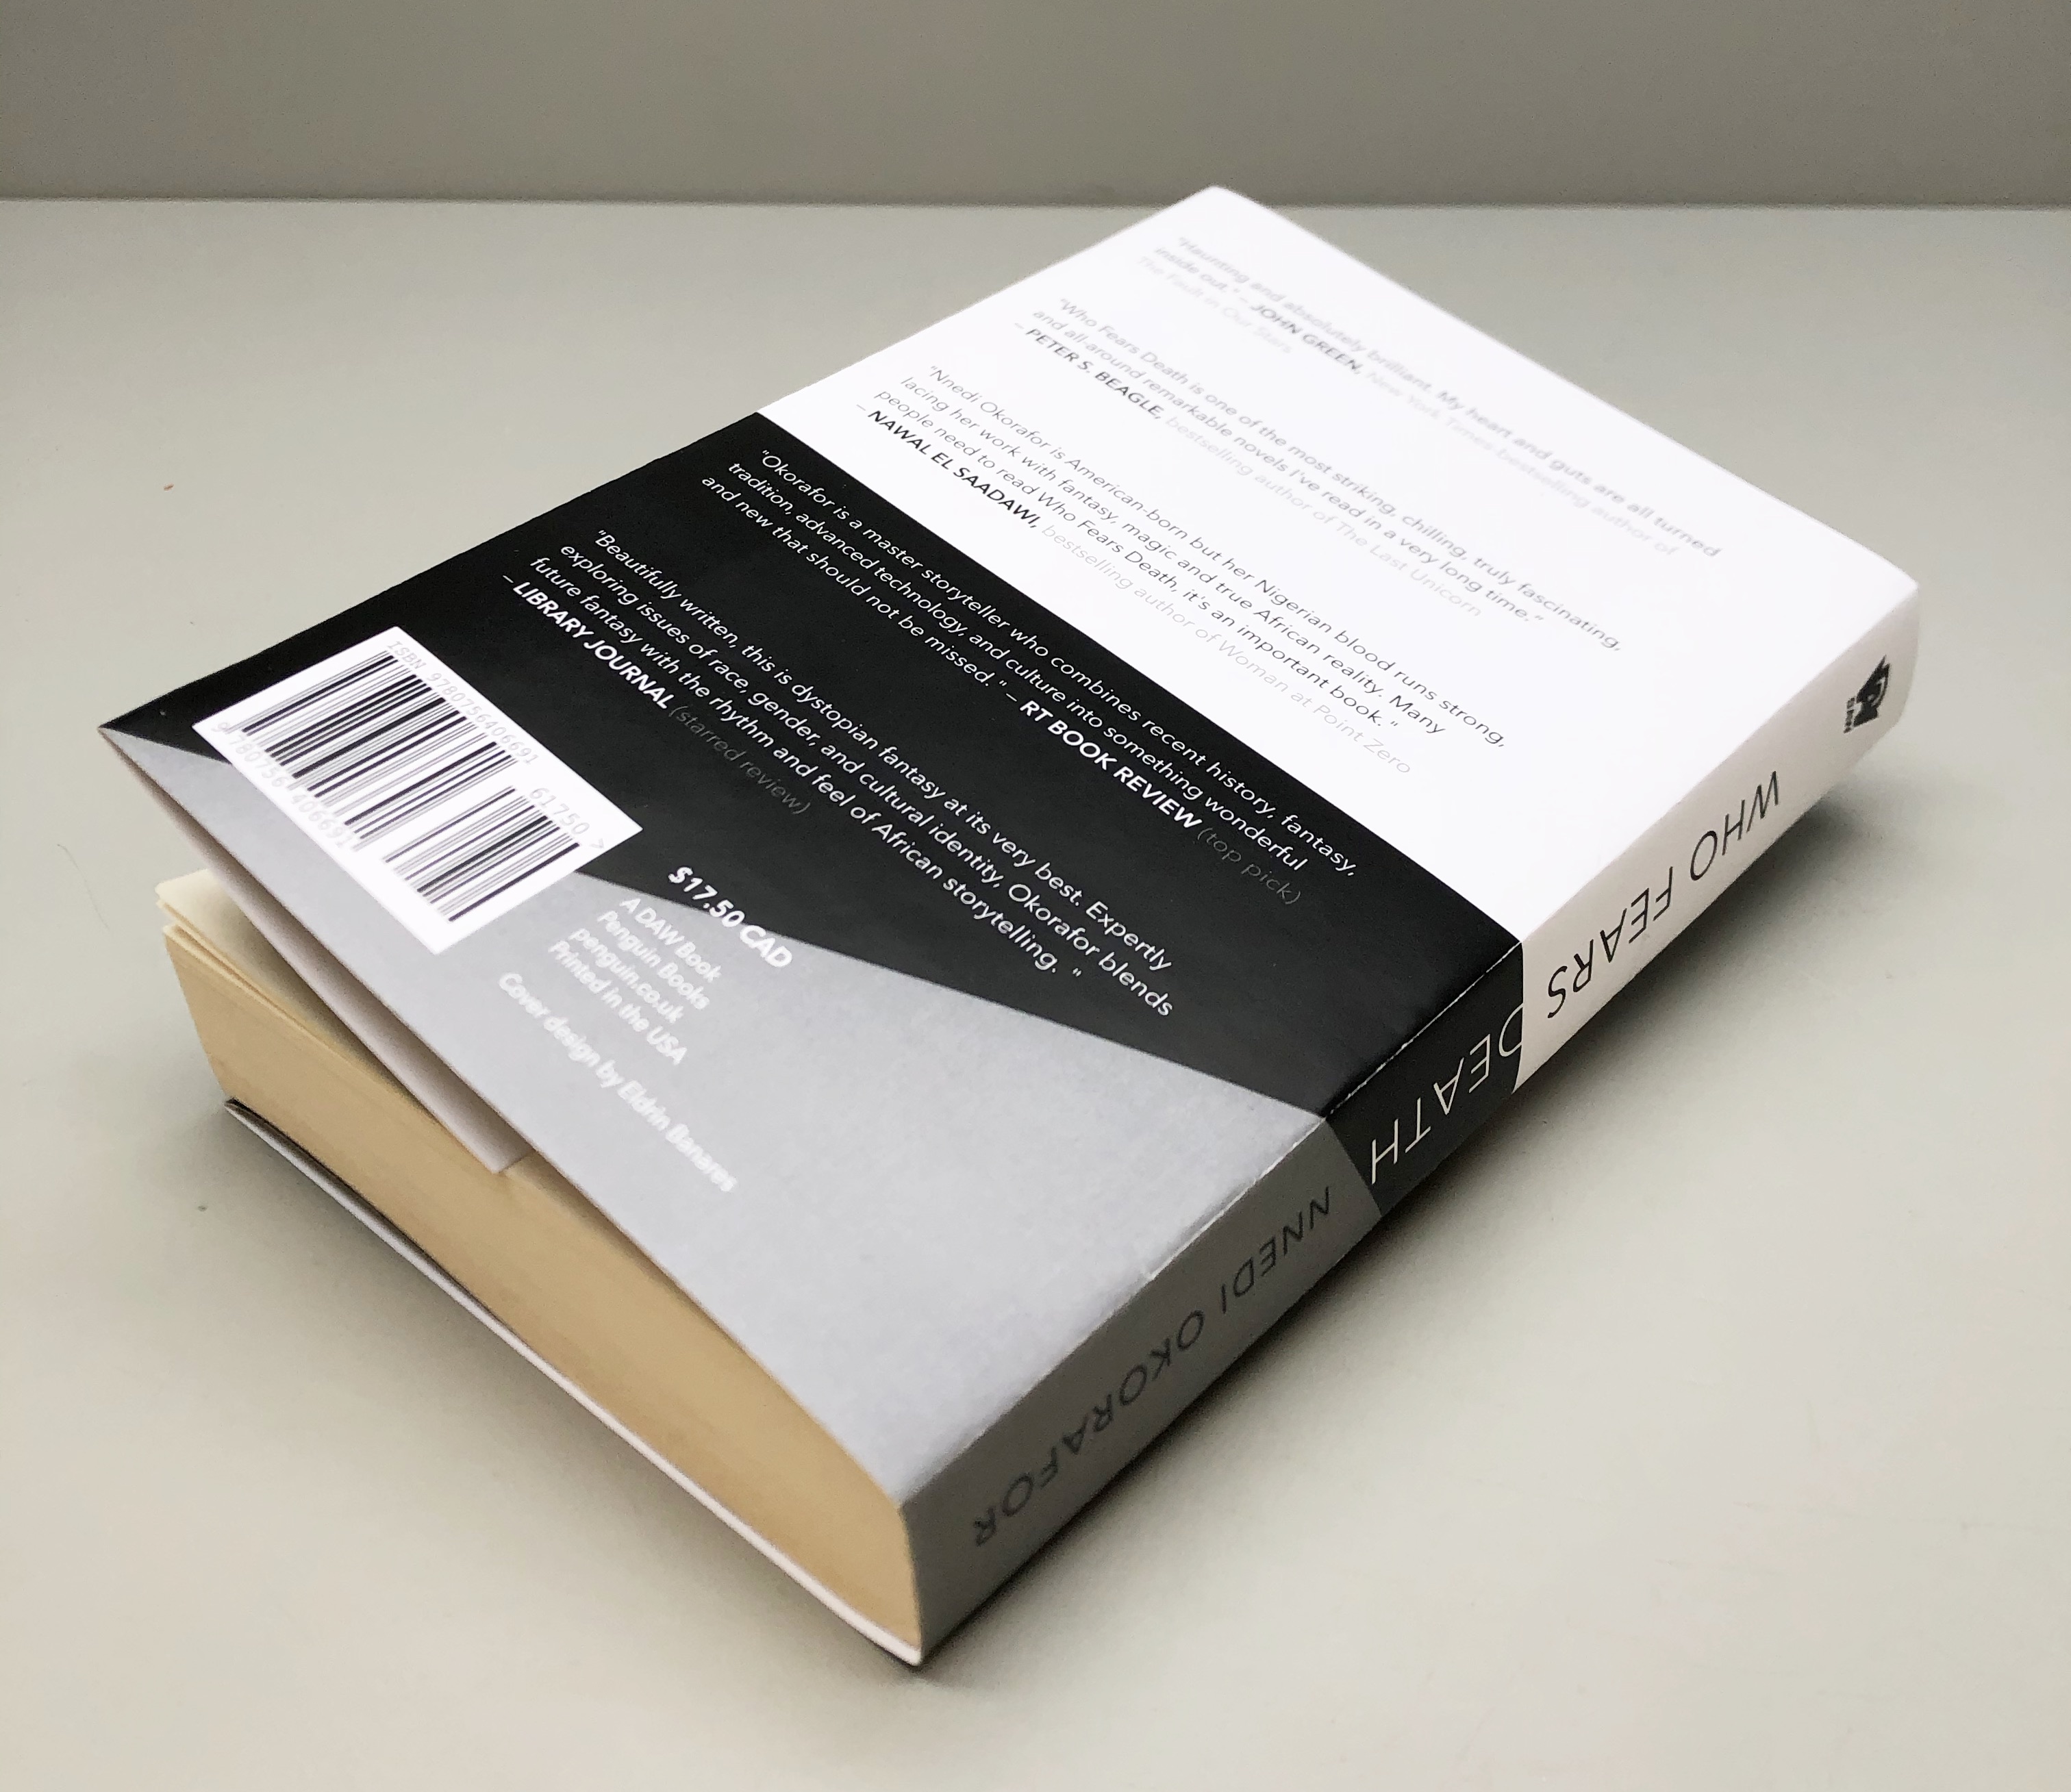 "Haunting and absolutely brilliant. My heart and guts are all turned
inside out." – JOHN GREEN, New York Times bestselling author of
The Fault in Our Stars
"Who Fears Death is one of the most striking, chilling, truly fascinating,
and all-around remarkable novels I've read in a very long time."
– PETER S. BEAGLE, bestselling author of The Last Unicorn
"Nnedi Okorafor is American-born but her Nigerian blood runs strong,
lacing her work with fantasy, magic and true African reality. Many
people need to read Who Fears Death, it's an important book."
– NAWAL EL SAADAWI, bestselling author of Woman at Point Zero
"Okorafor is a master storyteller who combines recent history, fantasy,
tradition, advanced technology, and culture into something wonderful
and new that should not be missed." – RT BOOK REVIEW (top pick)
"Beautifully written, this is dystopian fantasy at its very best. Expertly
exploring issues of race, gender, and cultural identity, Okorafor blends
future fantasy with the rhythm and feel of African storytelling."
– LIBRARY JOURNAL (starred review)
ISBN 9780756406691
61750 >
9 780756 406691
$17.50 CAD
A DAW Book
Penguin Books
penguin.co.uk
Printed in the USA
Cover design by Eldrin Banares
WHO FEARS DEATH
NNEDI OKORAFOR